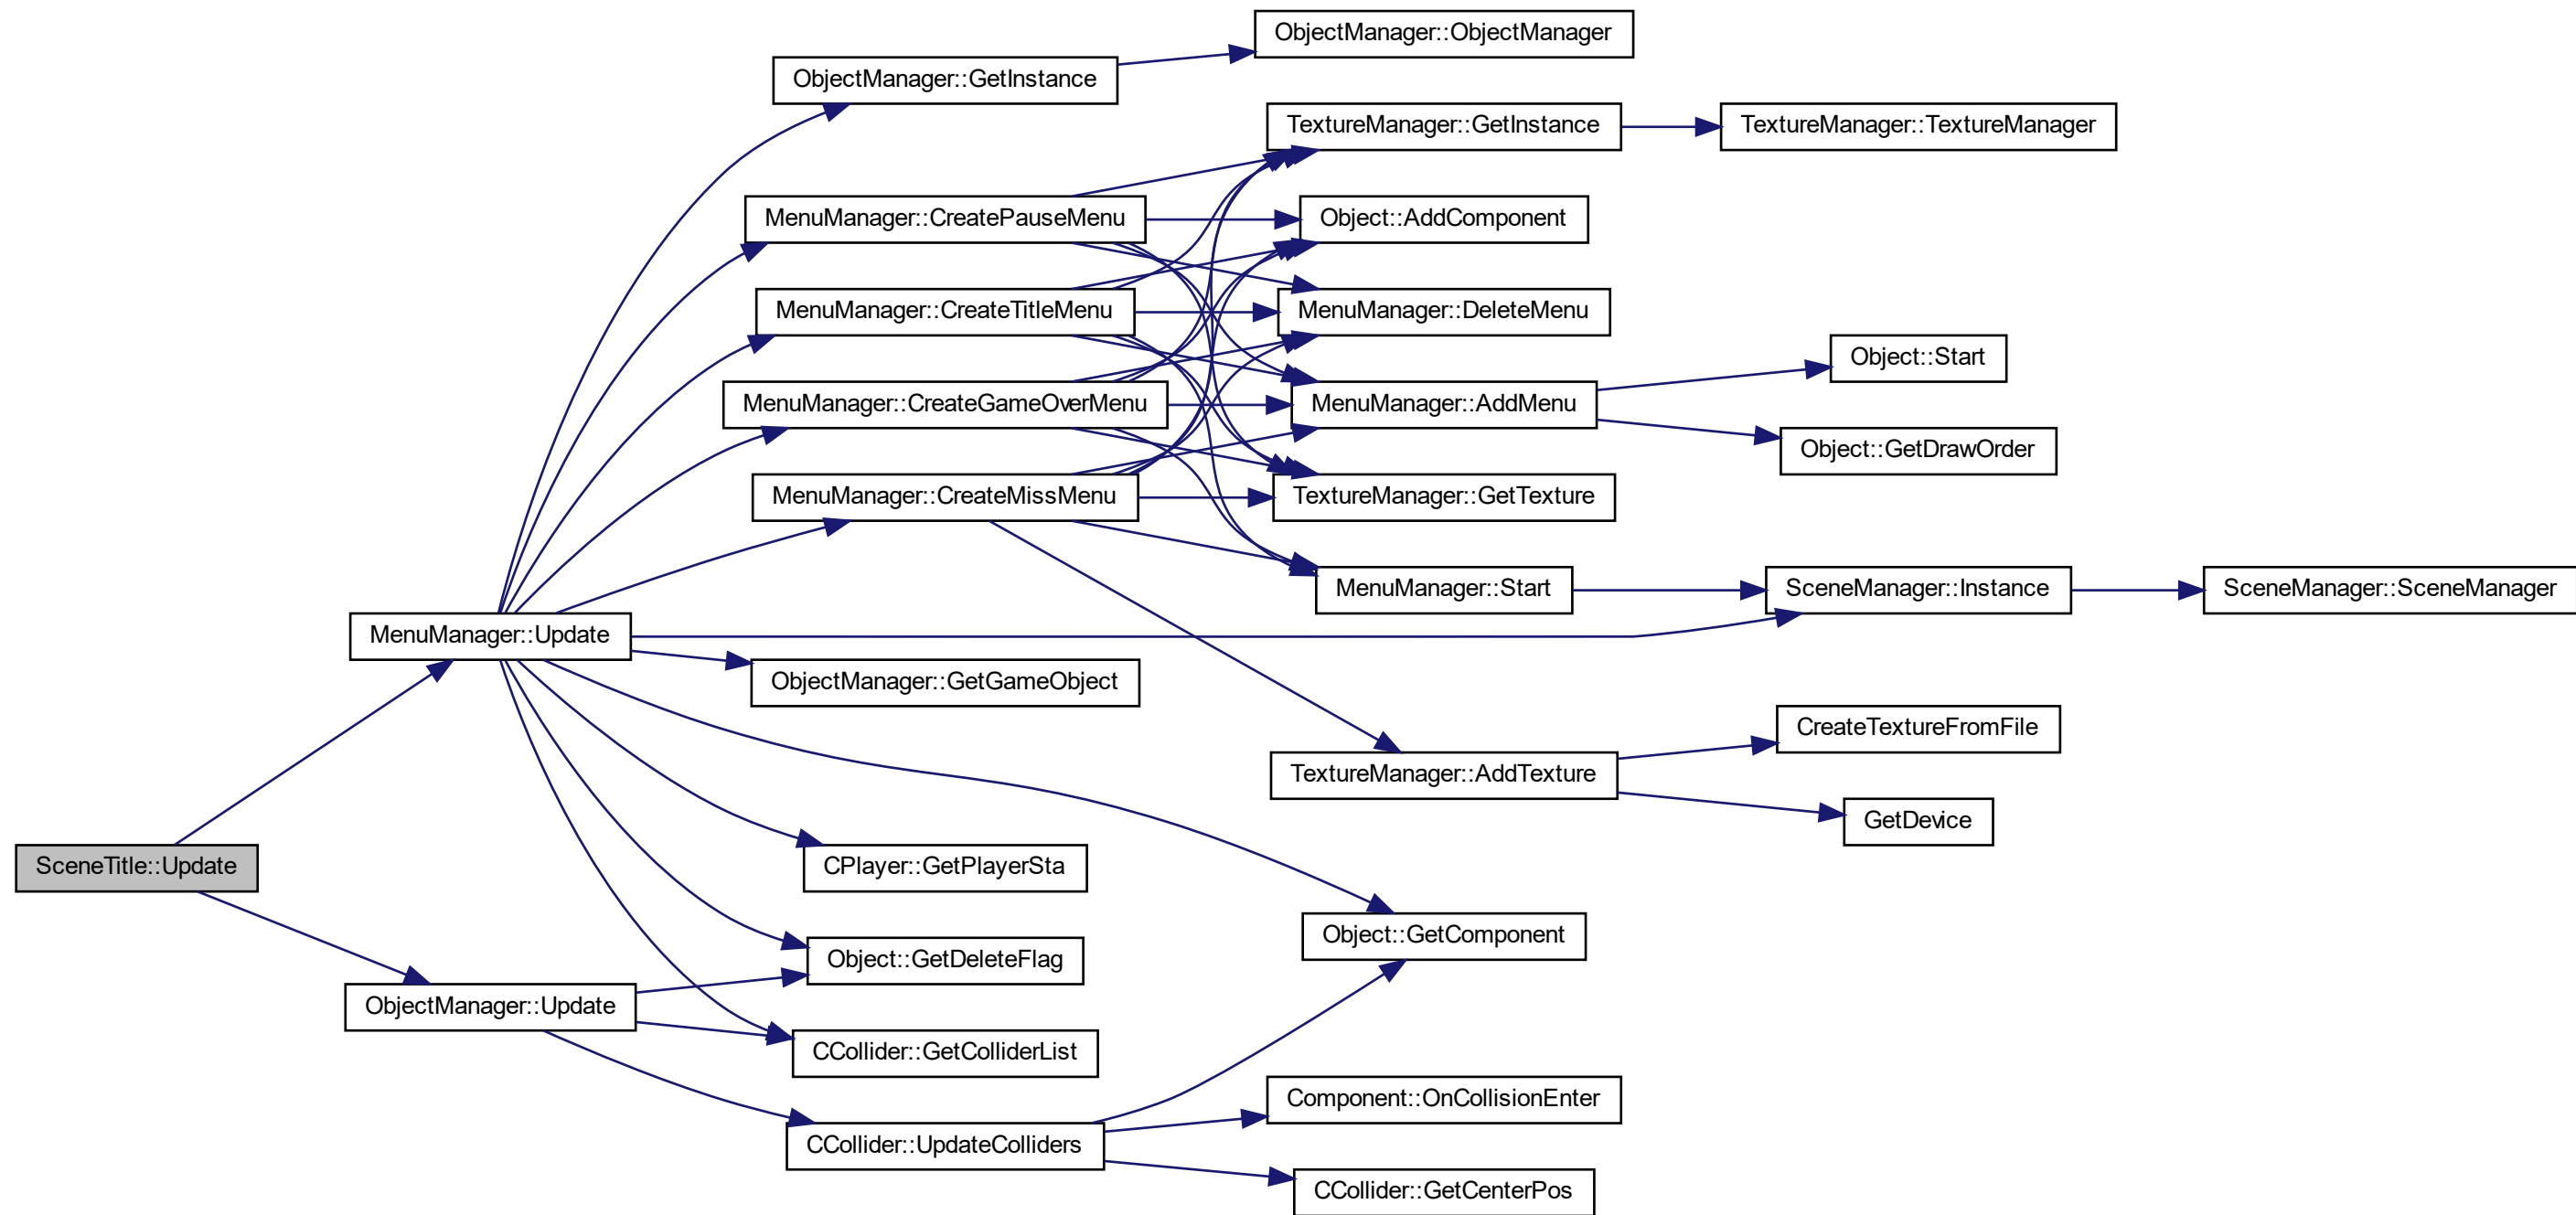 ObjectManager::ObjectManager
ObjectManager::GetInstance
TextureManager::GetInstance
TextureManager::TextureManager
MenuManager::CreatePauseMenu
Object::AddComponent
MenuManager::CreateTitleMenu
MenuManager::DeleteMenu
Object::Start
MenuManager::CreateGameOverMenu
MenuManager::AddMenu
Object::GetDrawOrder
MenuManager::CreateMissMenu
TextureManager::GetTexture
MenuManager::Start
SceneManager::Instance
SceneManager::SceneManager
MenuManager::Update
ObjectManager::GetGameObject
CreateTextureFromFile
TextureManager::AddTexture
GetDevice
SceneTitle::Update
CPlayer::GetPlayerSta
Object::GetComponent
Object::GetDeleteFlag
ObjectManager::Update
CCollider::GetColliderList
Component::OnCollisionEnter
CCollider::UpdateColliders
CCollider::GetCenterPos